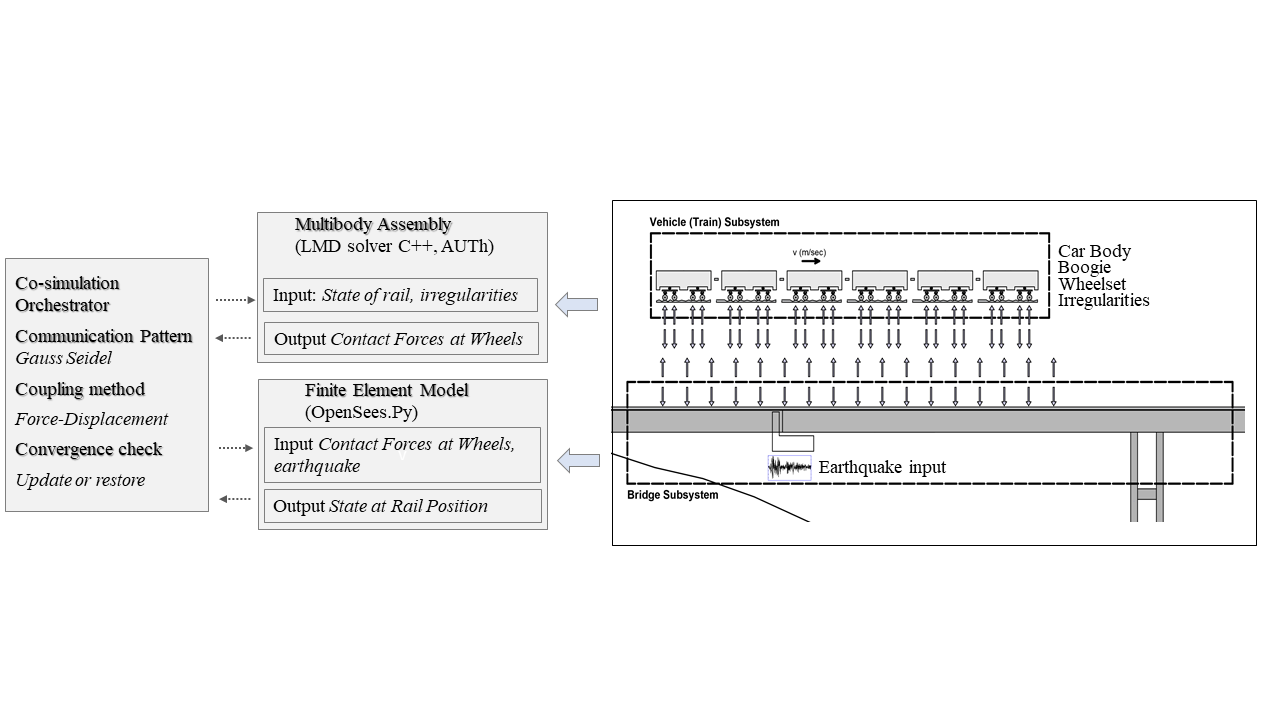 Co-simulation
Orchestrator
Communication Pattern
Gauss Seidel
Coupling method
Force-Displacement
Convergence check
Update or restore
Multibody Assembly
(LMD solver C++, AUTh)
Input: State of rail, irregularities
Output Contact Forces at Wheels
Finite Element Model
(OpenSees.Py)
Input Contact Forces at Wheels,
earthquake
Output State at Rail Position
Vehicle (Train) Subsystem
v (m/sec)
Car Body
Boogie
Wheelset
Irregularities
Earthquake input
Bridge Subsystem